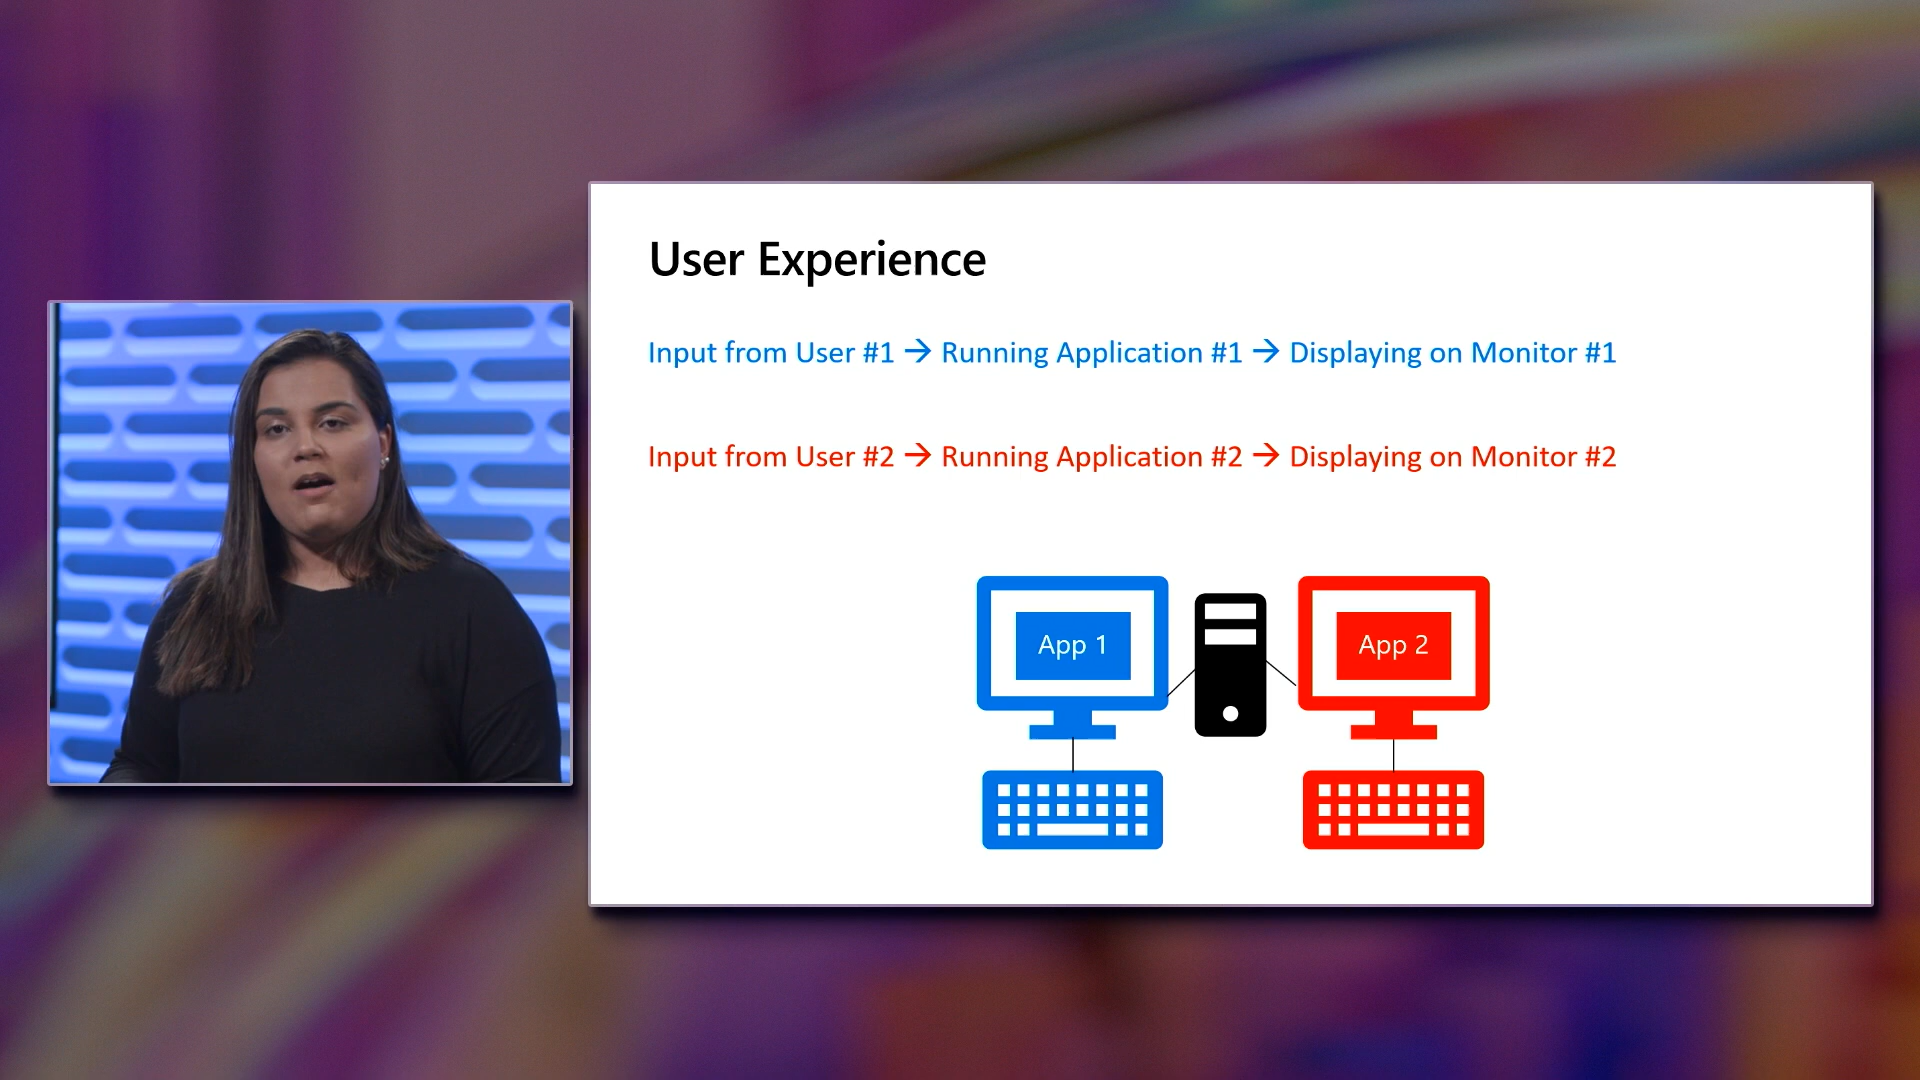 User Experience
Input from User #1 → Running Application #1 → Displaying on Monitor #1
Input from User #2 → Running Application #2 → Displaying on Monitor #2
App 1
App 2